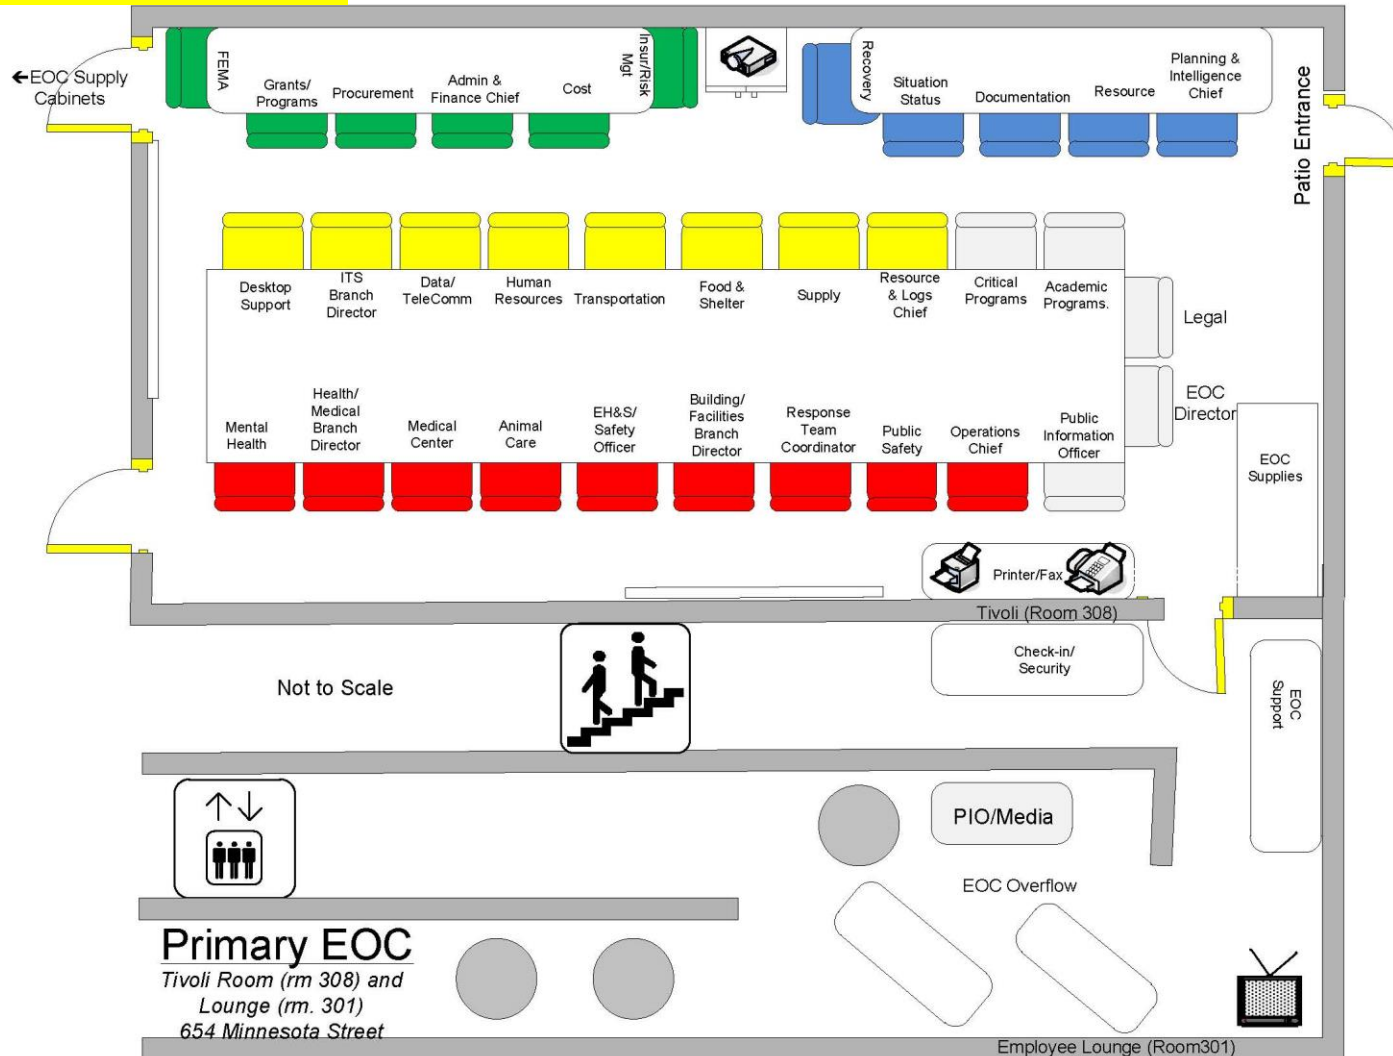 ←EOC Supply
Cabinets
FEMA
Grants/
Programs
Procurement
Admin &
Finance Chief
Cost
Insur/Risk
Mgt
Recovery
Situation
Status
Documentation
Resource
Planning &
Intelligence
Chief
Patio Entrance
Desktop
Support
ITS
Branch
Director
Data/
TeleComm
Human
Resources
Transportation
Food &
Shelter
Supply
Resource
& Logs
Chief
Critical
Programs
Academic
Programs.
Legal
EOC
Director
Mental
Health
Health/
Medical
Branch
Director
Medical
Center
Animal
Care
EH&S/
Safety
Officer
Building/
Facilities
Branch
Director
Response
Team
Coordinator
Public
Safety
Operations
Chief
Public
Information
Officer
EOC
Supplies
Printer/Fax
Tivoli (Room 308)
Check-in/
Security
Not to Scale
EOC
Support
PIO/Media
EOC Overflow
Primary EOC
Tivoli Room (rm 308) and
Lounge (rm. 301)
654 Minnesota Street
Employee Lounge (Room301)